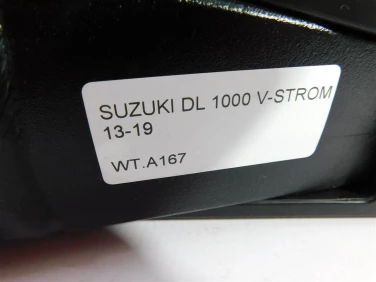 SUZUKI DL 1000 V-STROM
13-19
WT.A167